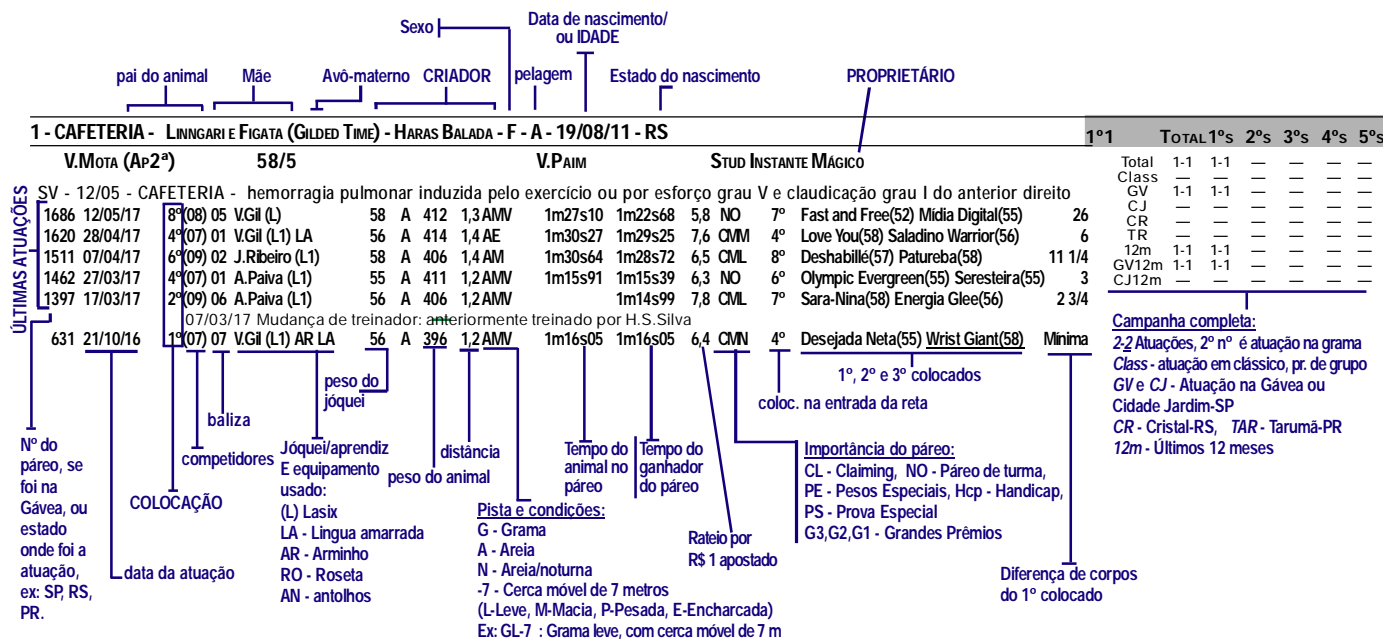 Sexo
Data de nascimento/
ou IDADE
pai do animal
Mãe
Avô-materno
CRIADOR
pelagem
Estado do nascimento
PROPRIETÁRIO
1 - CAFETERIA - LINNGARI E FIGATA (GILDED TIME) - HARAS BALADA - F - A - 19/08/11 - RS
1º1 TOTAL 1ºS 2ºS 3ºS 4ºS 5ºS
V.MOTA (AP2ª) 58/5 V.PAIM STUD INSTANTE MÁGICO
Total 1-1 1-1 — — — —
Class — — — — — —
GV 1-1 1-1 — — — —
CJ — — — — — —
CR — — — — — —
TR — — — — — —
12m 1-1 1-1 — — — —
GV12m 1-1 1-1 — — — —
CJ12m — — — — — —
ÚLTIMAS ATUAÇÕES
SV - 12/05 - CAFETERIA - hemorragia pulmonar induzida pelo exercício ou por esforço grau V e claudicação grau I do anterior direito
1686 12/05/17 8º(08) 05 V.Gil (L) 58 A 412 1,3 AMV 1m27s10 1m22s68 5,8 NO 7º Fast and Free(52) Mídia Digital(55) 26
1620 28/04/17 4º(07) 01 V.Gil (L1) LA 56 A 414 1,4 AE 1m30s27 1m29s25 7,6 CMM 4º Love You(58) Saladino Warrior(56) 6
1511 07/04/17 6º(09) 02 J.Ribeiro (L1) 58 A 406 1,4 AM 1m30s64 1m28s72 6,5 CML 8º Deshabillé(57) Patureba(58) 11 1/4
1462 27/03/17 4º(07) 01 A.Paiva (L1) 55 A 411 1,2 AMV 1m15s91 1m15s39 6,3 NO 6º Olympic Evergreen(55) Seresteira(55) 3
1397 17/03/17 2º(09) 06 A.Paiva (L1) 56 A 406 1,2 AMV 1m14s99 7,8 CML 7º Sara-Nina(58) Energia Glee(56) 2 3/4
07/03/17 Mudança de treinador: anteriormente treinado por H.S.Silva
631 21/10/16 1º(07) 07 V.Gil (L1) AR LA 56 A 396 1,2 AMV 1m16s05 1m16s05 6,4 CMN 4º Desejada Neta(55) Wrist Giant(58) Mínima
Nº do
páreo, se
foi na
Gávea, ou
estado
onde foi a
atuação,
ex: SP, RS,
PR.
data da atuação
COLOCAÇÃO
competidores
baliza
Jóquei/aprendiz
E equipamento
usado:
(L) Lasix
LA - Lingua amarrada
AR - Arminho
RO - Roseta
AN - antolhos
peso do
jóquei
peso do animal
distância
Pista e condições:
G - Grama
A - Areia
N - Areia/noturna
-7 - Cerca móvel de 7 metros
(L-Leve, M-Macia, P-Pesada, E-Encharcada)
Ex: GL-7 : Grama leve, com cerca móvel de 7 m
Tempo do
animal no
páreo
Tempo do
ganhador
do páreo
Rateio por
R$ 1 apostado
coloc. na entrada da reta
1º, 2º e 3º colocados
Importância do páreo:
CL - Claiming, NO - Páreo de turma,
PE - Pesos Especiais, Hcp - Handicap,
PS - Prova Especial
G3,G2,G1 - Grandes Prêmios
Diferença de corpos
do 1º colocado
Campanha completa:
2-2 Atuações, 2º nº é atuação na grama
Class - atuação em clássico, pr. de grupo
GV e CJ - Atuação na Gávea ou
Cidade Jardim-SP
CR - Cristal-RS, TAR - Tarumã-PR
12m - Últimos 12 meses